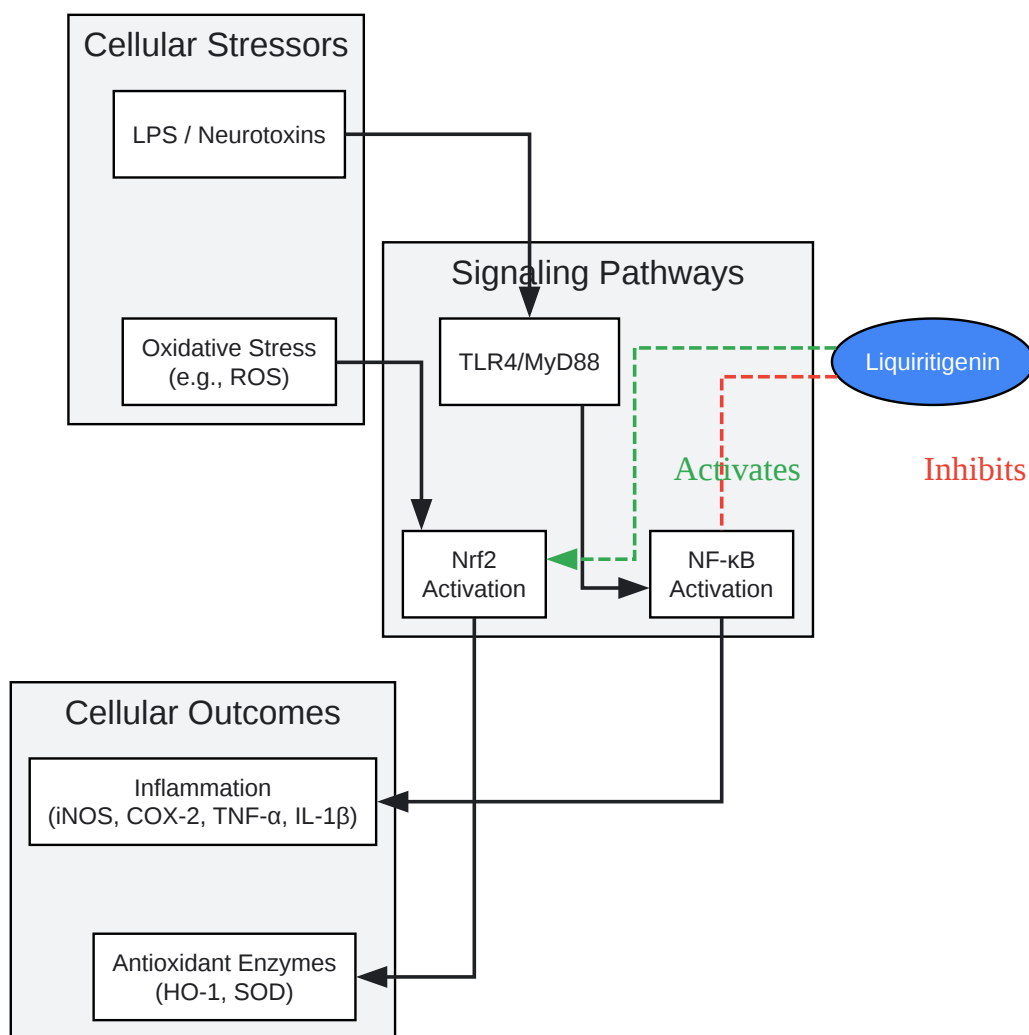 Cellular Stressors
LPS / Neurotoxins
Oxidative Stress
(e.g., ROS)
Signaling Pathways
TLR4/MyD88
Liquiritigenin
Activates
Inhibits
Nrf2
Activation
NF-κB
Activation
Cellular Outcomes
Inflammation
(iNOS, COX-2, TNF-α, IL-1β)
Antioxidant Enzymes
(HO-1, SOD)